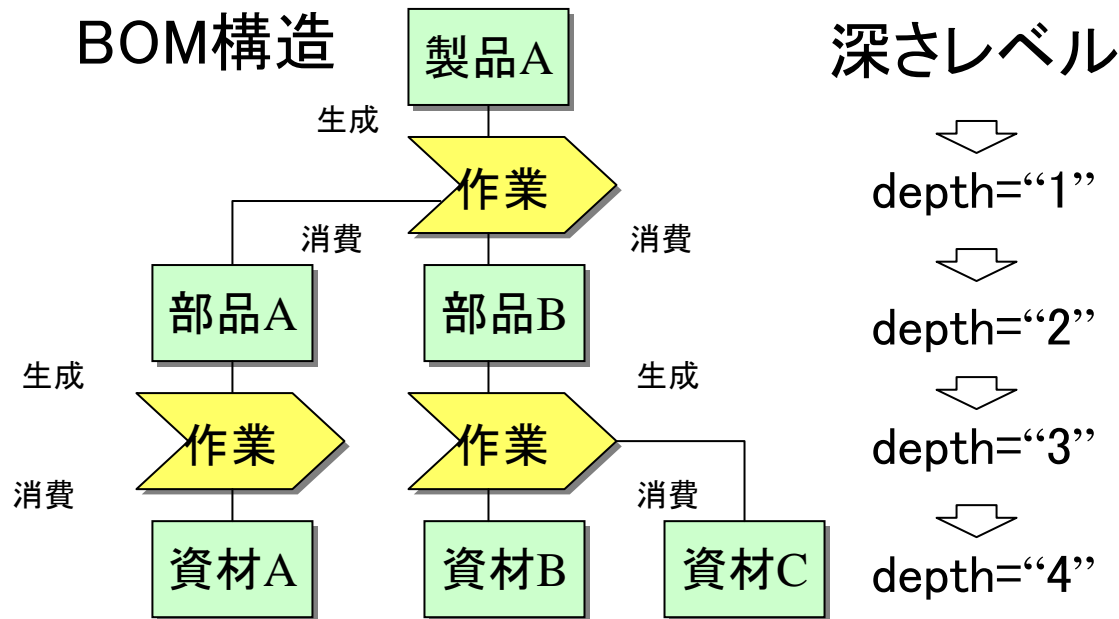 BOM構造
製品A
深さレベル
生成
作業
depth=“1”
消費
消費
部品A
部品B
depth=“2”
生成
生成
作業
作業
depth=“3”
消費
消費
資材A
資材B
資材C
depth=“4”